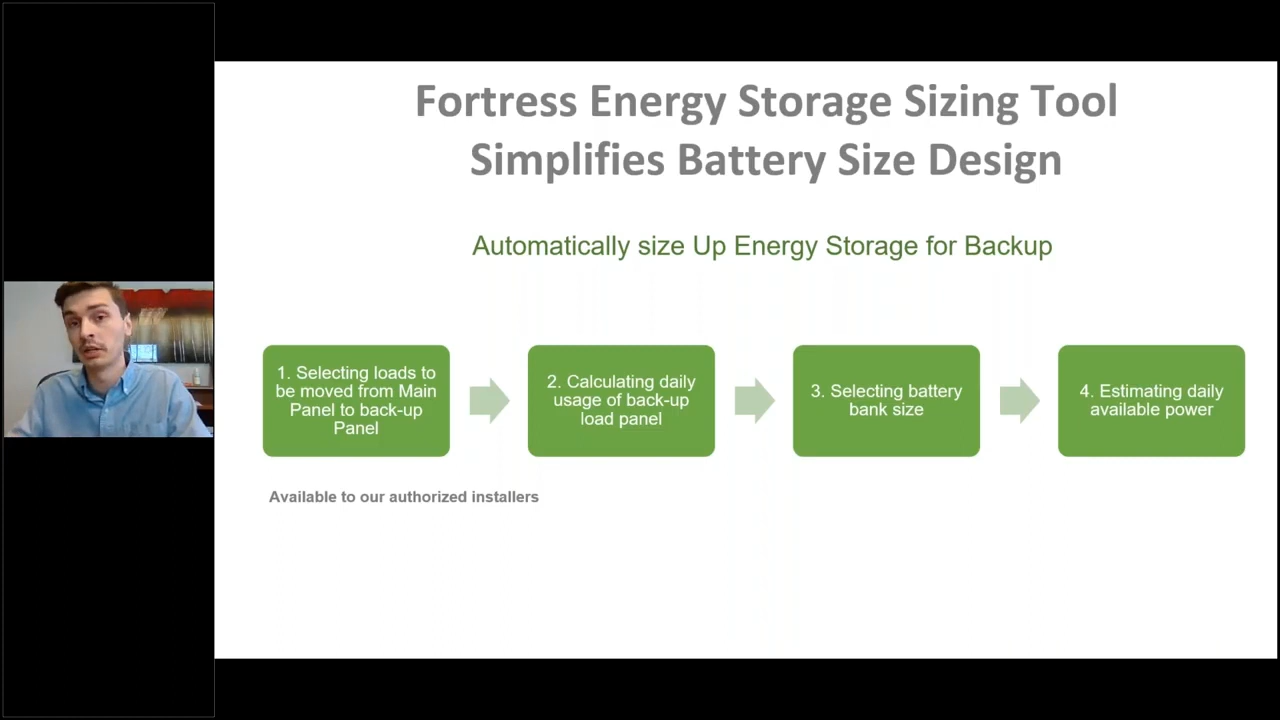 Fortress Energy Storage Sizing Tool
Simplifies Battery Size Design
Automatically size Up Energy Storage for Backup
1. Selecting loads to
be moved from Main
Panel to back-up
Panel
2. Calculating daily
usage of back-up
load panel
3. Selecting battery
bank size
4. Estimating daily
available power
Available to our authorized installers